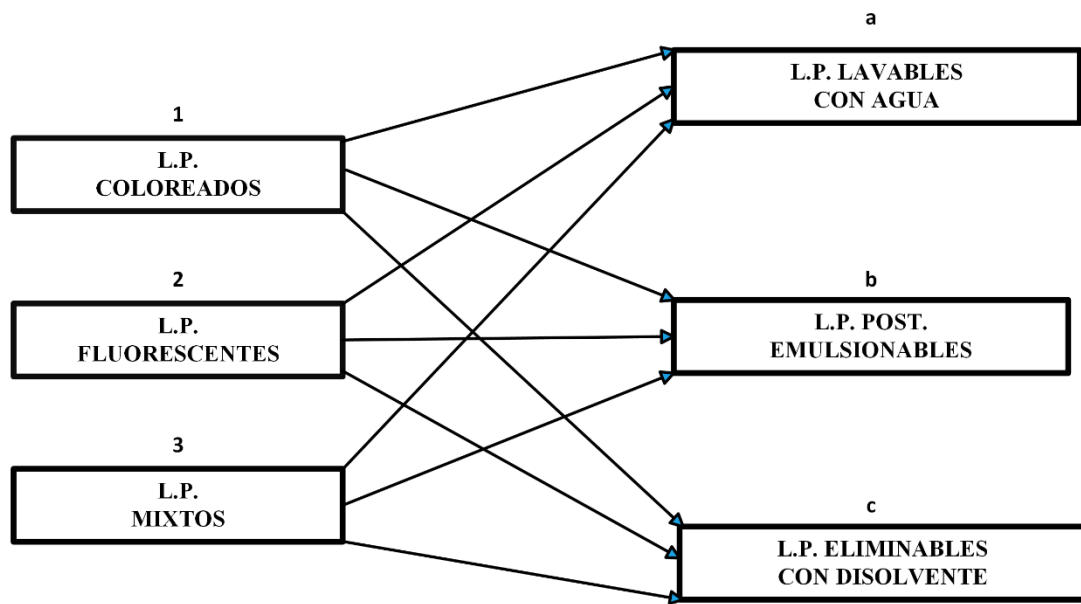 1
L.P.
COLOREADOS
2
L.P.
FLUORESCENTES
3
L.P.
MIXTOS
a
L.P. LAVABLES
CON AGUA
b
L.P. POST.
EMULSIONABLES
c
L.P. ELIMINABLES
CON DISOLVENTE